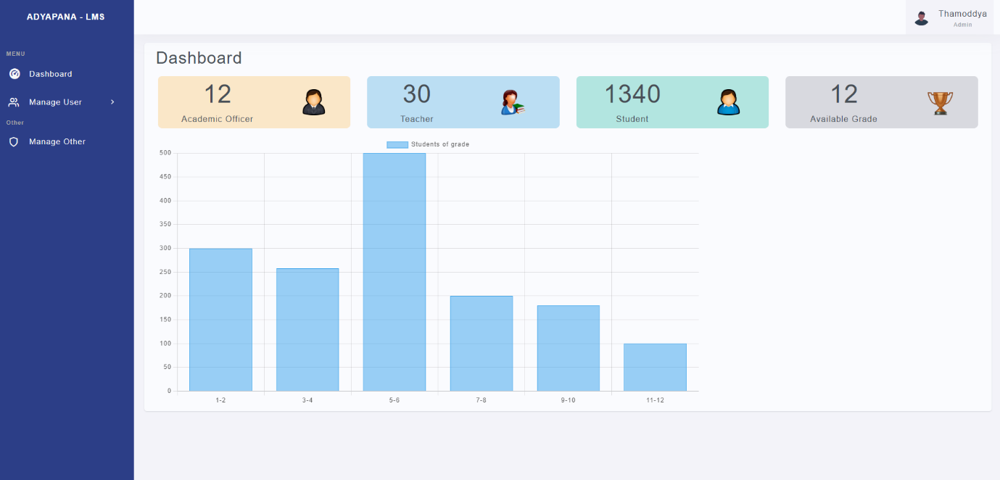 ADYAPANA - LMS
Thamoddya
Admin
MENU
Dashboard
Manage User
Other
Manage Other
Dashboard
12
Academic Officer
30
Teacher
1340
Student
12
Available Grade
Students of grade
500
450
400
350
300
250
200
150
100
50
0
1-2 3-4 5-6 7-8 9-10 11-12